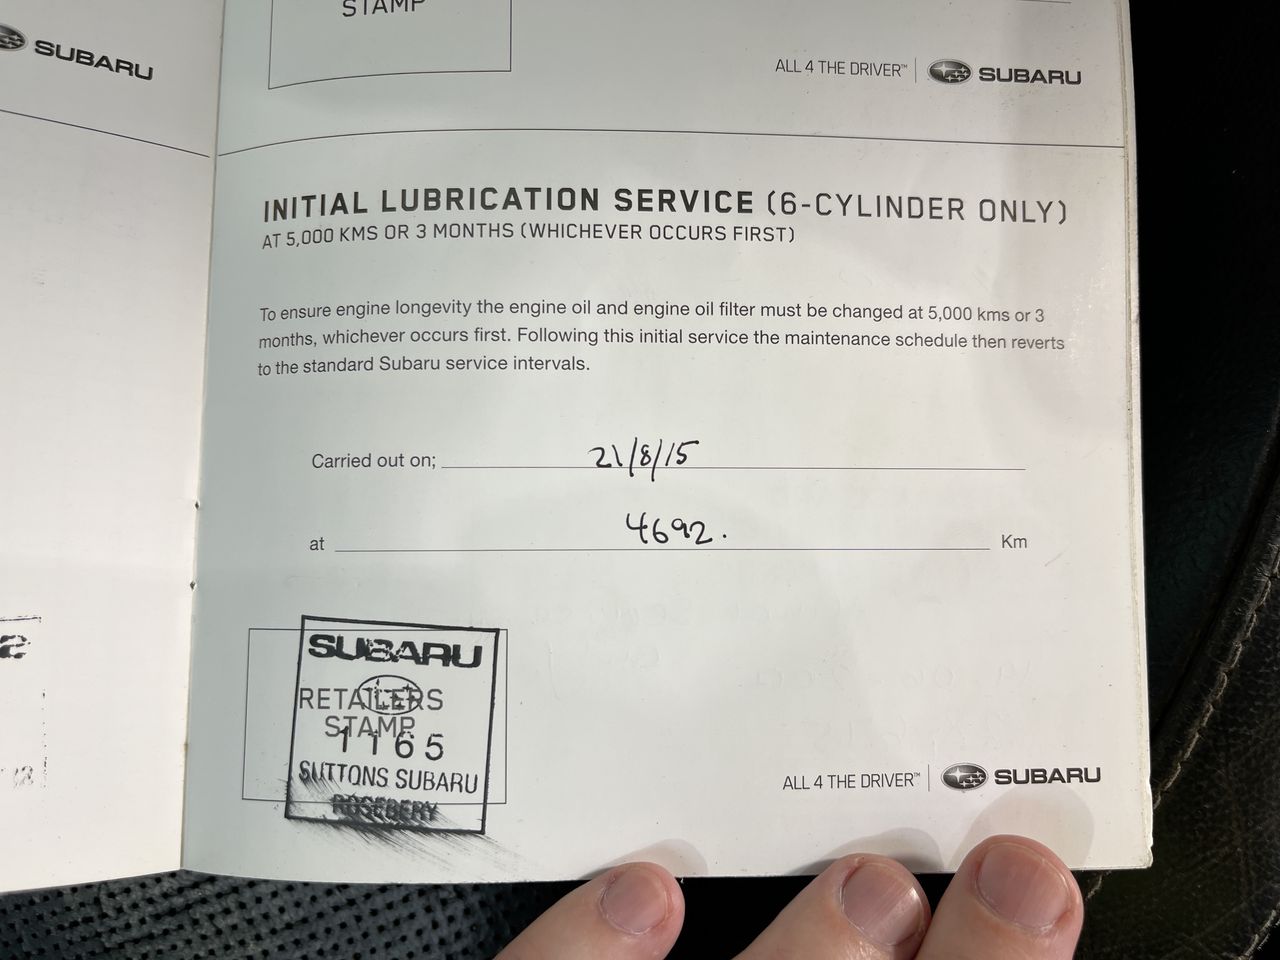 STAMP
SUBARU
ALL 4 THE DRIVER™ SUBARU
INITIAL LUBRICATION SERVICE (6-CYLINDER ONLY)
AT 5,000 KMS OR 3 MONTHS (WHICHEVER OCCURS FIRST)
To ensure engine longevity the engine oil and engine oil filter must be changed at 5,000 kms or 3
months, whichever occurs first. Following this initial service the maintenance schedule then reverts
to the standard Subaru service intervals.
Carried out on; 21/8/15
at 4692. Km
SUBARU
RETAILERS
STAMP
1165
SUTTONS SUBARU
ROSEBERY
ALL 4 THE DRIVER™ SUBARU